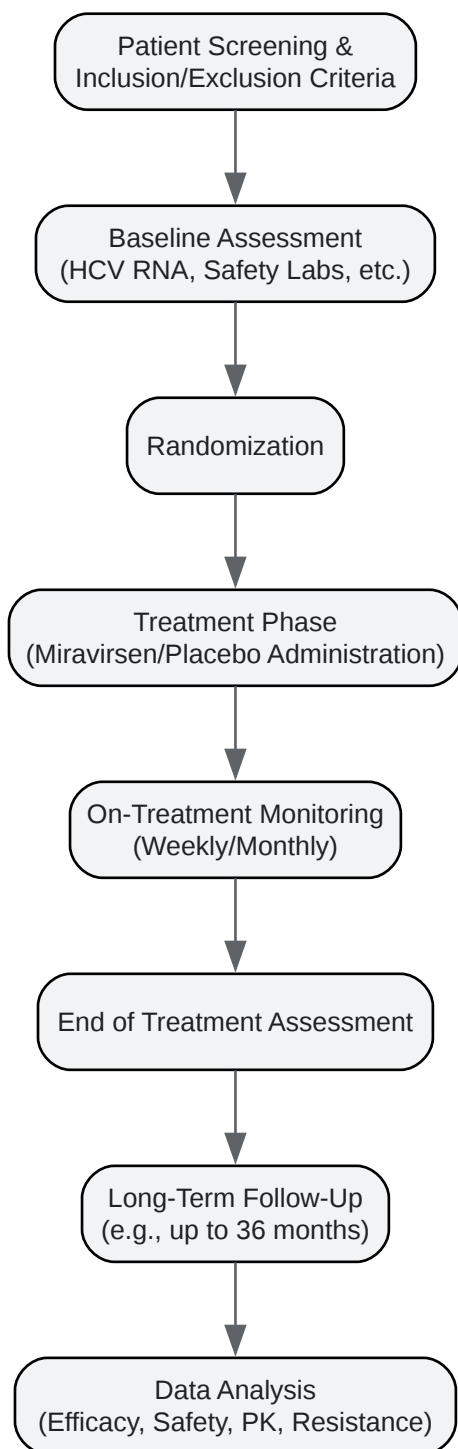 Patient Screening &
Inclusion/Exclusion Criteria
Baseline Assessment
(HCV RNA, Safety Labs, etc.)
Randomization
Treatment Phase
(Miravirsen/Placebo Administration)
On-Treatment Monitoring
(Weekly/Monthly)
End of Treatment Assessment
Long-Term Follow-Up
(e.g., up to 36 months)
Data Analysis
(Efficacy, Safety, PK, Resistance)